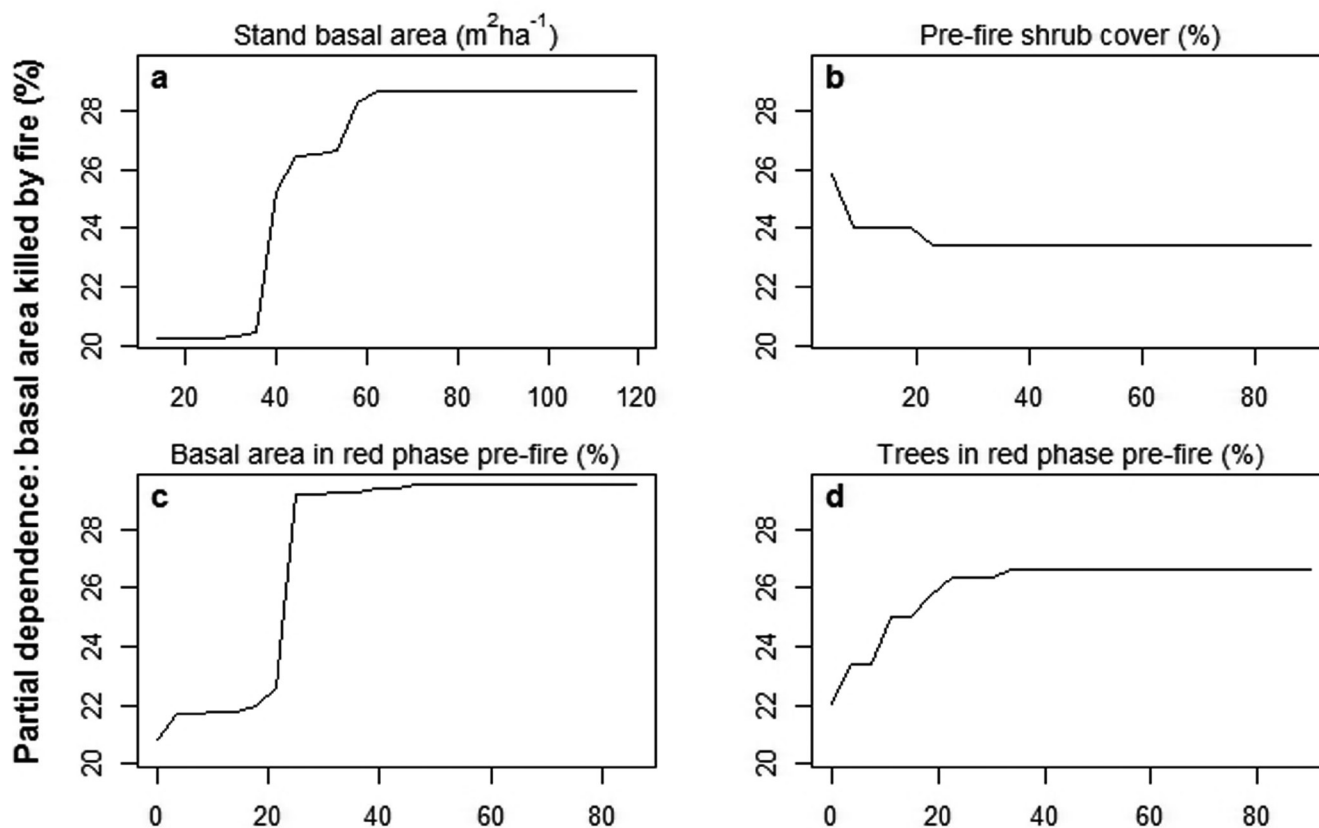 Partial dependence: basal area killed by fire (%)
Stand basal area (m²ha⁻¹)
a
28
26
24
22
20
20 40 60 80 100 120
Pre-fire shrub cover (%)
b
28
26
24
22
20
20 40 60 80
Basal area in red phase pre-fire (%)
c
28
26
24
22
20
0 20 40 60 80
Trees in red phase pre-fire (%)
d
28
26
24
22
20
0 20 40 60 80